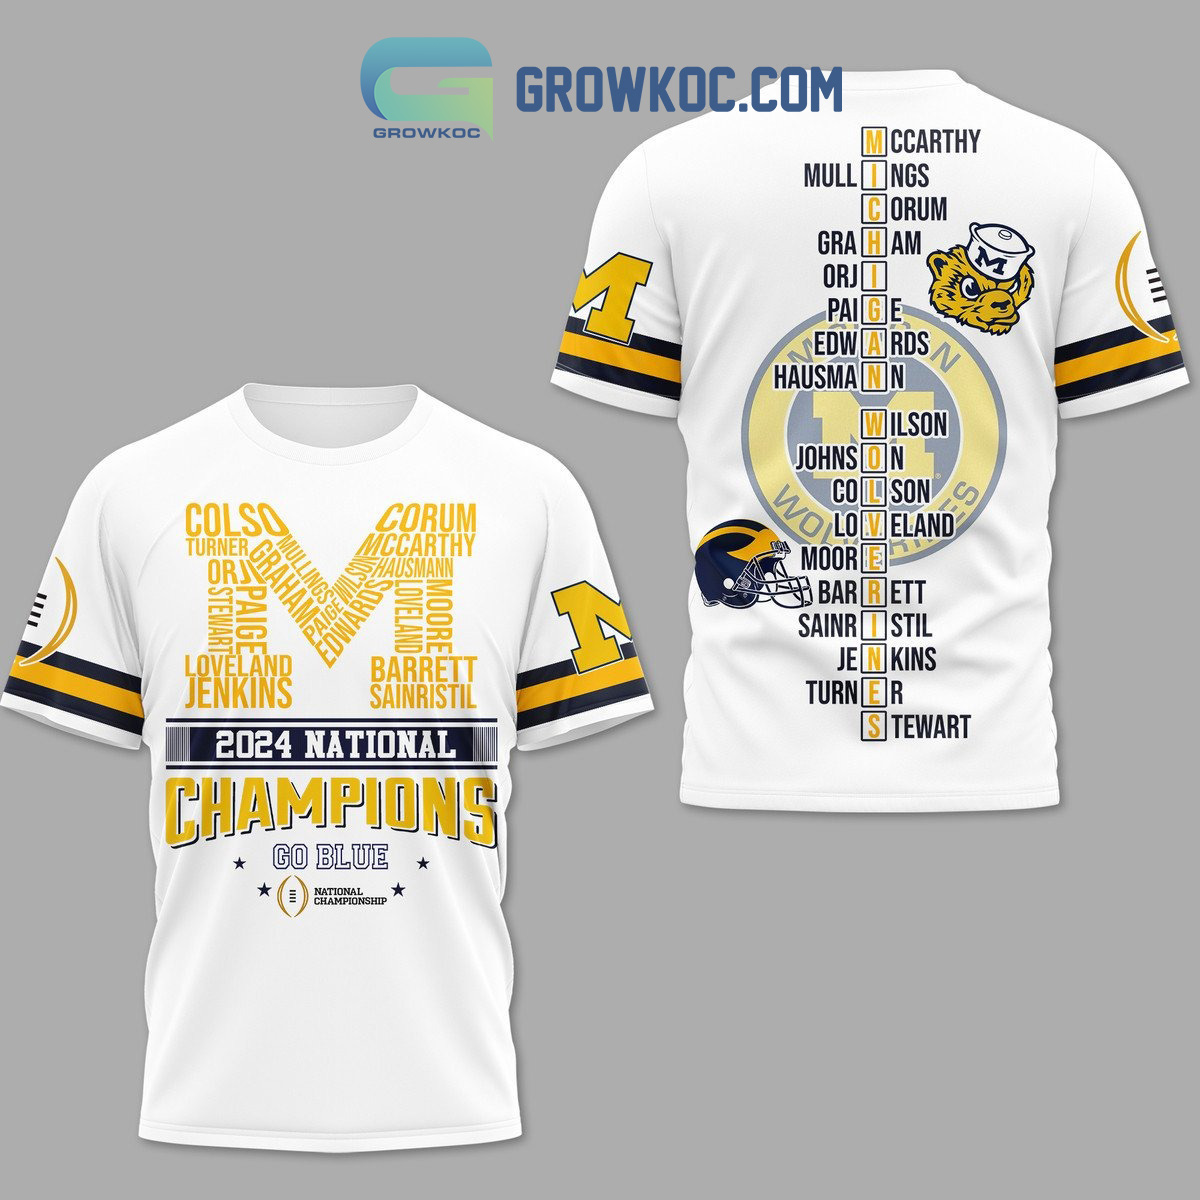 GROWKOC
GROWKOC.COM
MCCARTHY
MULLINGS
CORUM
GRAHAM
ORJI
PAIGE
EDWARDS
HAUSMANN
WILSON
JOHNSON
COLSON
LOVELAND
MOORE
BARRETT
SAINRISTIL
JENKINS
TURNER
STEWART
M
M
M
WOLVERINES
COLSO
TURNER
ORJI
STEWART
PAIGE
GRAHAM
MULLINGS
PAIGE
WILSON
EDWARDS
CORUM
MCCARTHY
HAUSMANN
LOVELAND
MOORE
LOVELAND
JENKINS
BARRETT
SAINRISTIL
M
2024 NATIONAL
CHAMPIONS
GO BLUE
NATIONAL
CHAMPIONSHIP